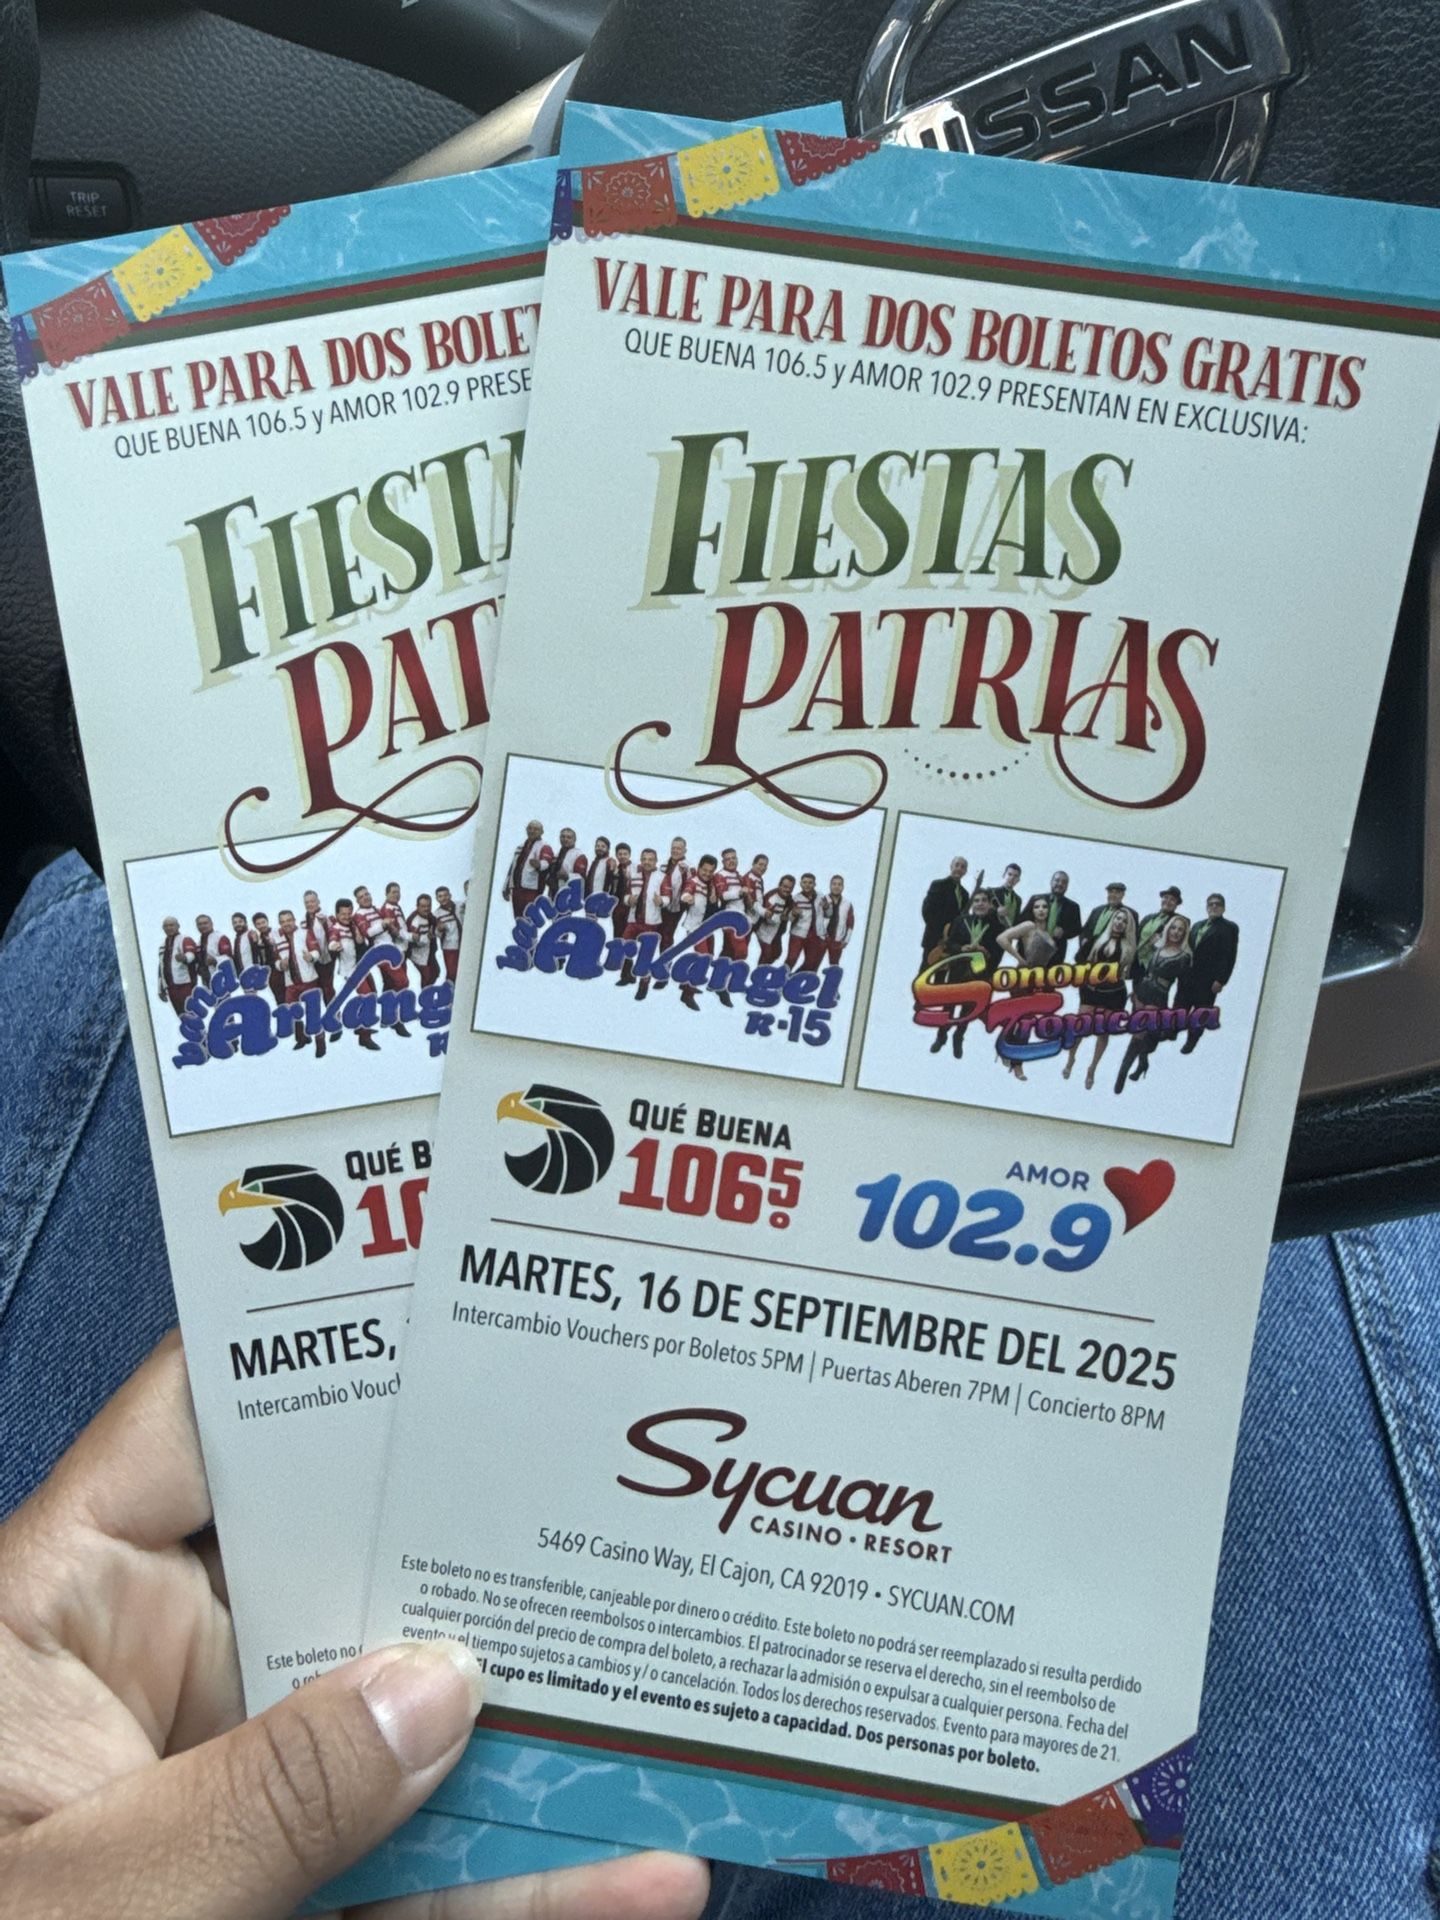 NISSAN
TRIP
RESET
VALE PARA DOS BOLET
QUE BUENA 106.5 y AMOR 102.9 PRESE
FIESTA
PAT
banda
Arkang
QUÉ B
10
MARTES,
Intercambio Vouch
Este boleto no
VALE PARA DOS BOLETOS GRATIS
QUE BUENA 106.5 y AMOR 102.9 PRESENTAN EN EXCLUSIVA:
FIESTAS
PATRIAS
banda
Arkangel
R-15
Sonora
Tropicana
QUÉ BUENA
106.5
AMOR
102.9
MARTES, 16 DE SEPTIEMBRE DEL 2025
Intercambio Vouchers por Boletos 5PM | Puertas Aberen 7PM | Concierto 8PM
Sycuan
CASINO • RESORT
5469 Casino Way, El Cajon, CA 92019 • SYCUAN.COM
Este boleto no es transferible, canjeable por dinero o crédito. Este boleto no podrá ser reemplazado si resulta perdido
o robado. No se ofrecen reembolsos o intercambios. El patrocinador se reserva el derecho, sin el reembolso de
cualquier porción del precio de compra del boleto, a rechazar la admisión o expulsar a cualquier persona. Fecha del
evento y el tiempo sujetos a cambios y/o cancelación. Todos los derechos reservados. Evento para mayores de 21.
El cupo es limitado y el evento es sujeto a capacidad. Dos personas por boleto.